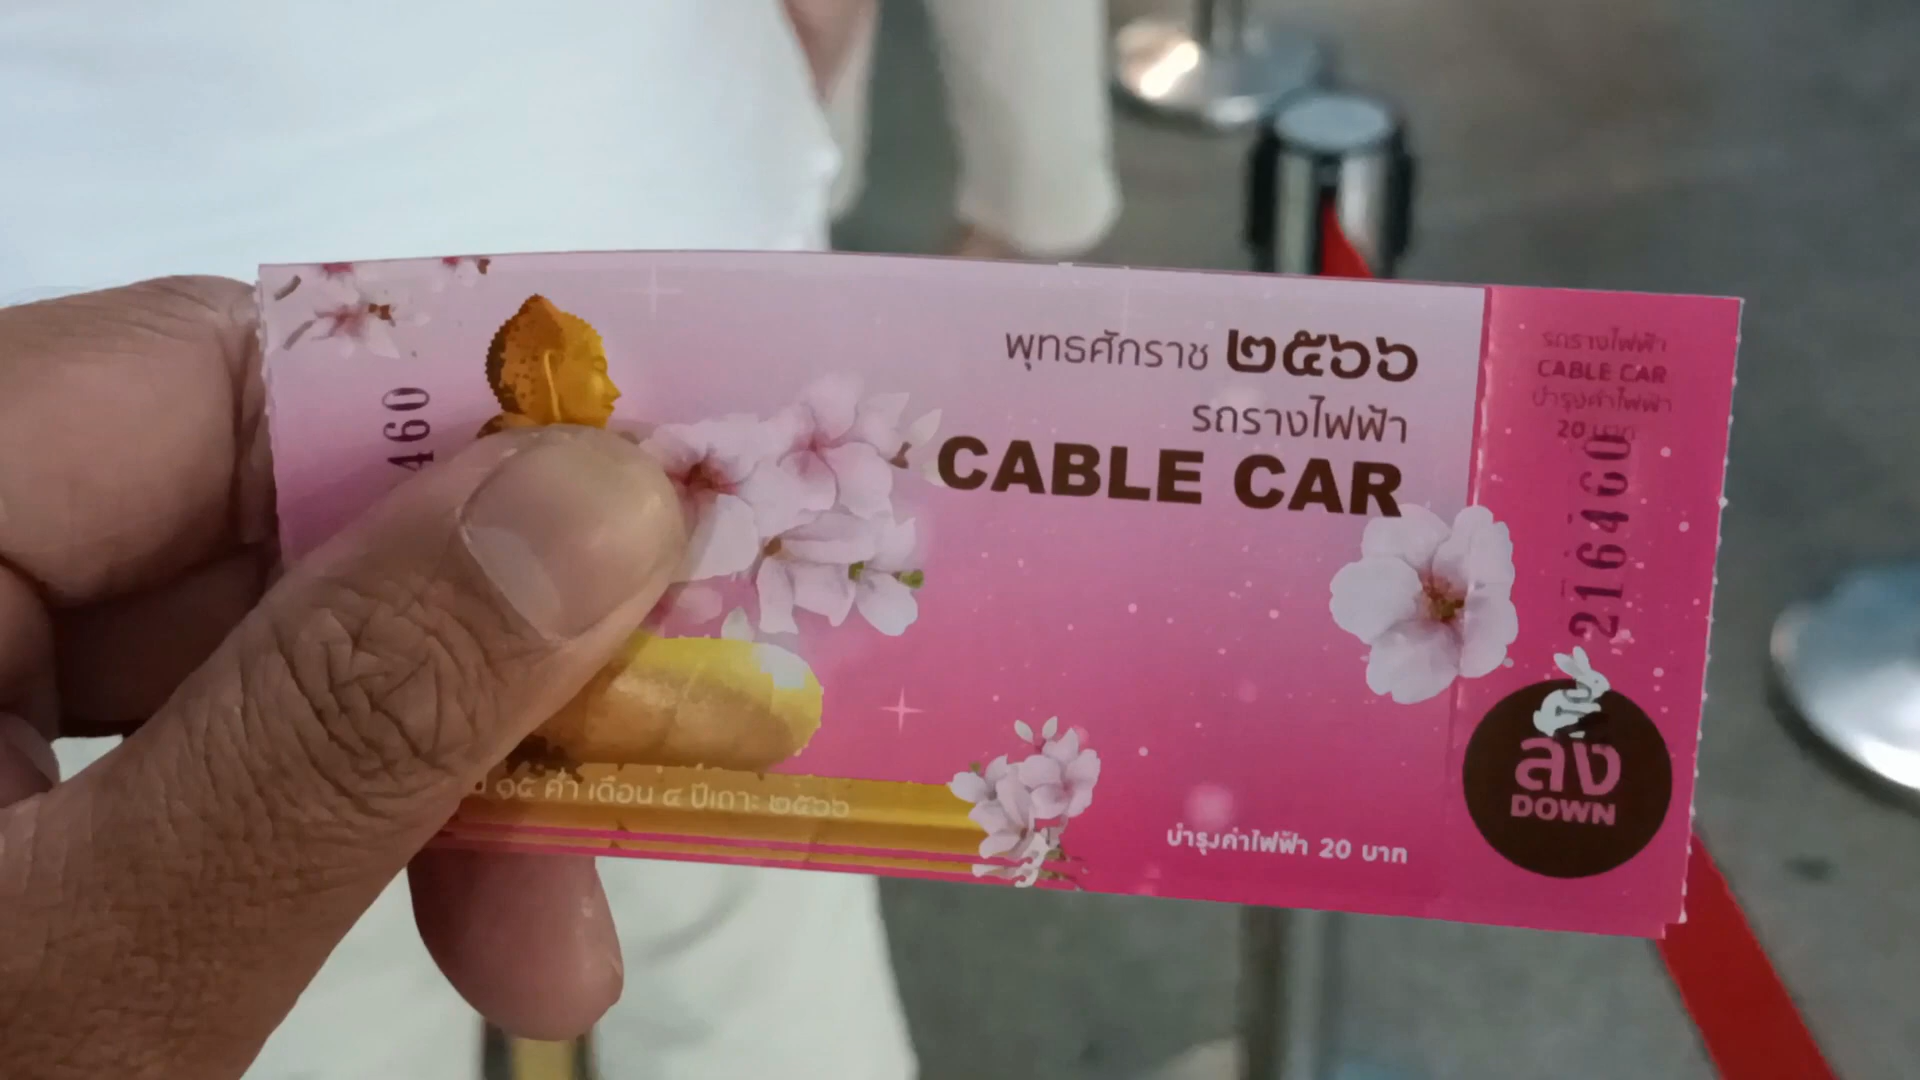 460
พุทธศักราช ๒๕๖๖
รถรางไฟฟ้า
CABLE CAR
๑๕ ค่ำ เดือน ๔ ปีเถาะ ๒๕๖๖
บำรุงค่าไฟฟ้า 20 บาท
รถรางไฟฟ้า
CABLE CAR
บำรุงค่าไฟฟ้า
20 บาท
216460
ลง
DOWN